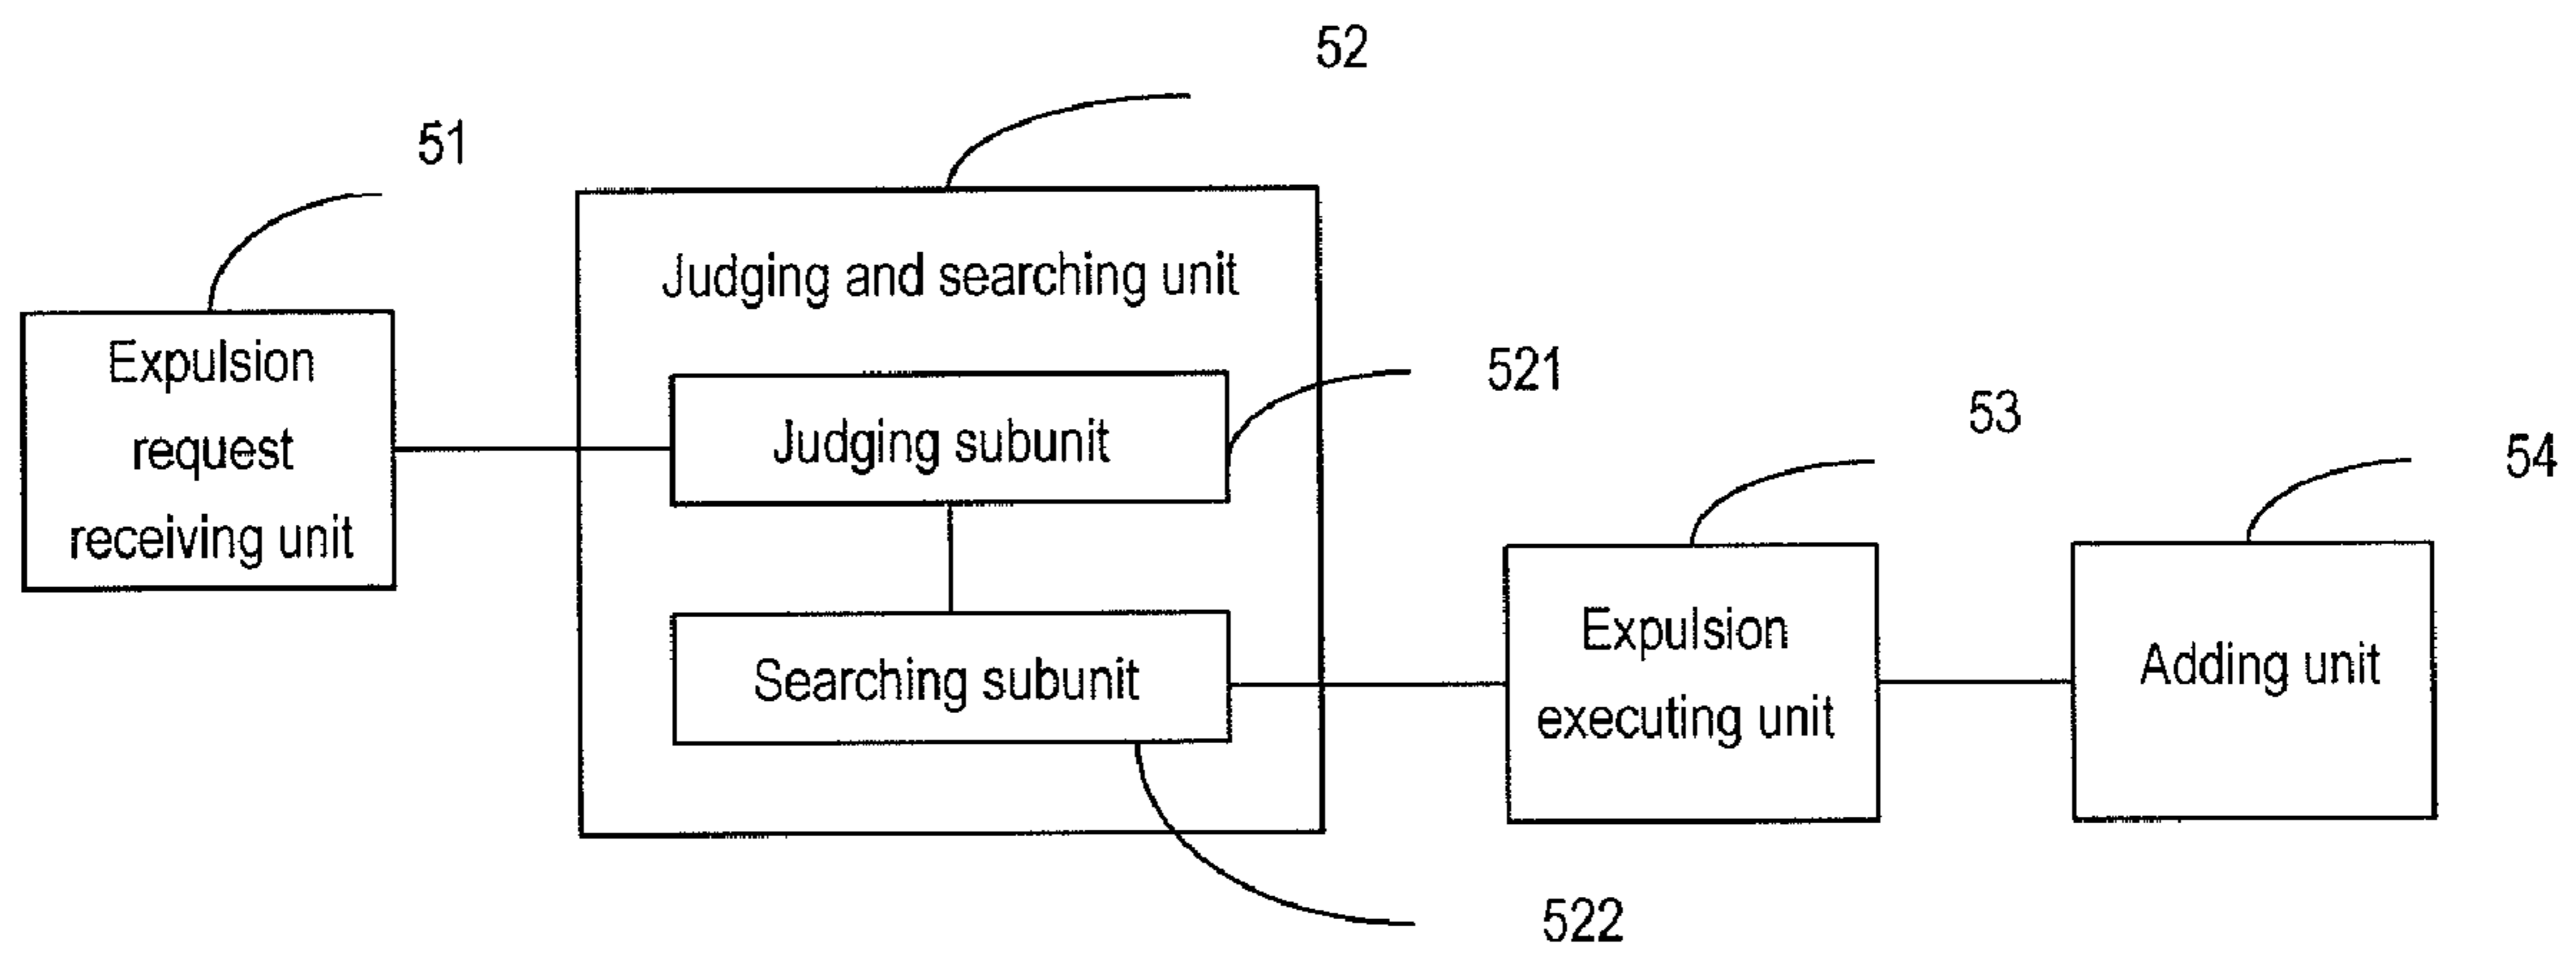 52
51
Judging and searching unit
Expulsion
request
receiving unit
521
Judging subunit
53
54
Searching subunit
Expulsion
executing unit
Adding unit
522